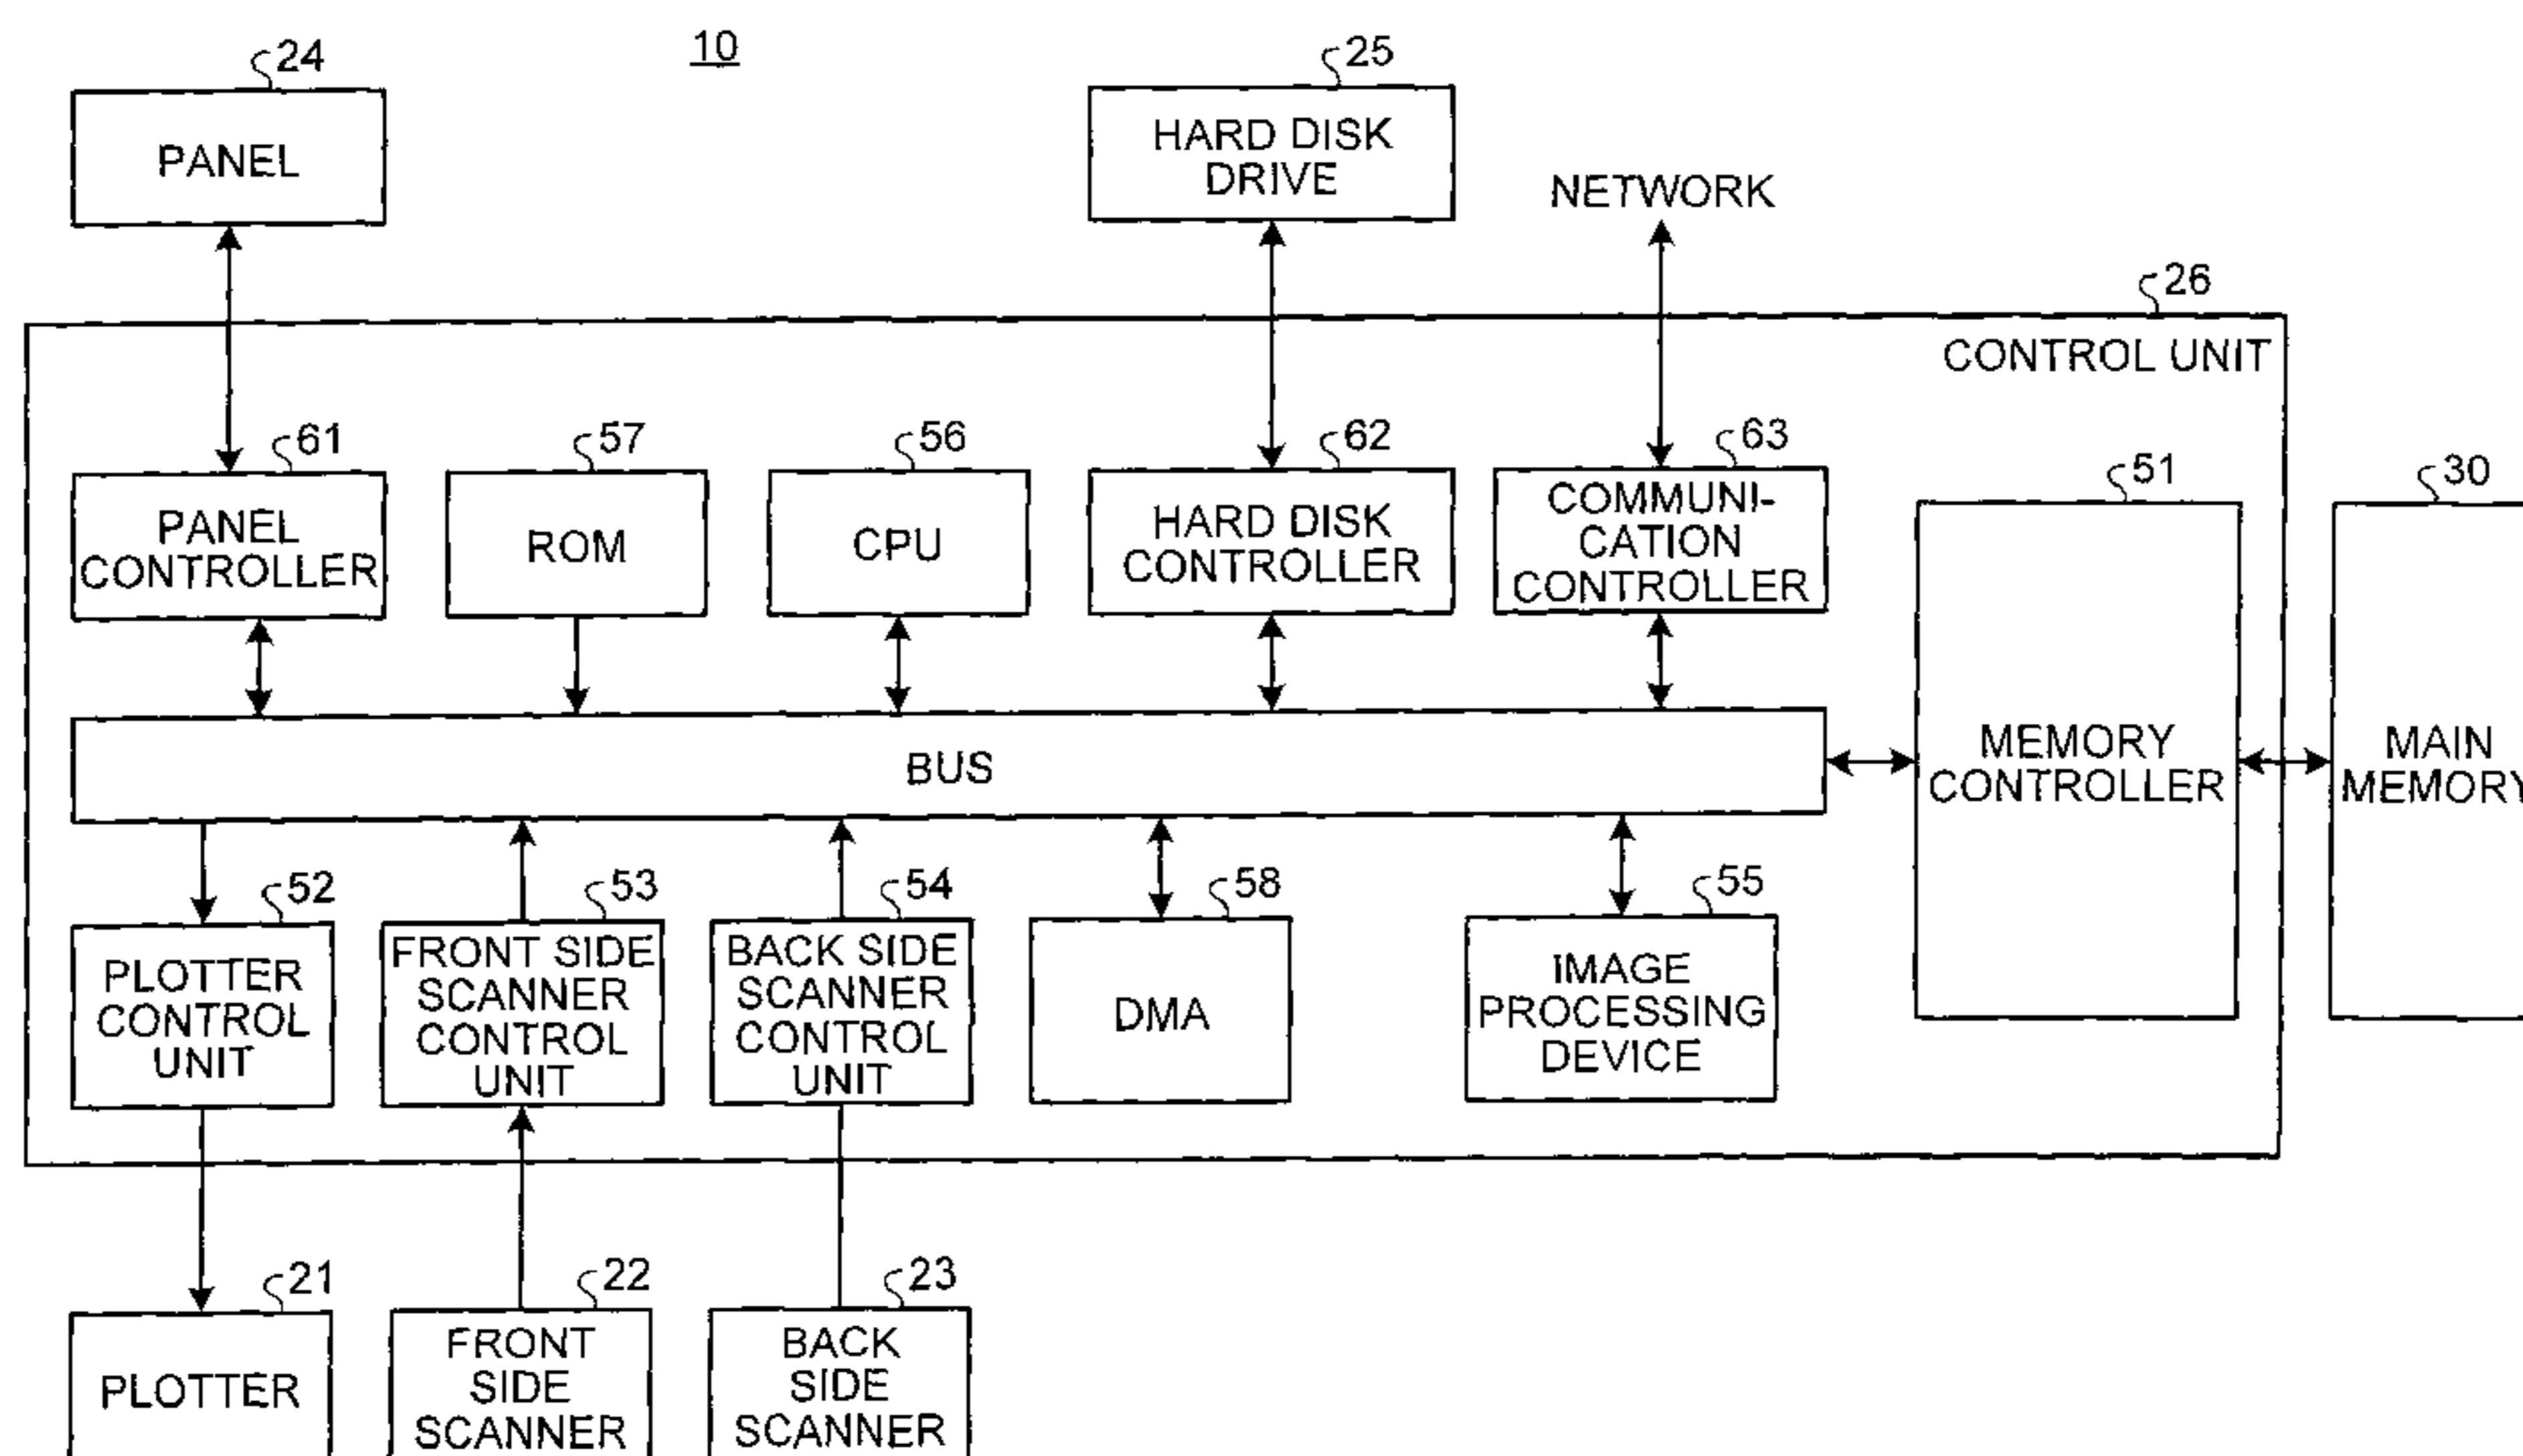 10
24
PANEL
25
HARD DISK
DRIVE
NETWORK
26
CONTROL UNIT
61
PANEL
CONTROLLER
57
ROM
56
CPU
62
HARD DISK
CONTROLLER
63
COMMUNI-
CATION
CONTROLLER
51
MEMORY
CONTROLLER
30
MAIN
MEMORY
BUS
52
PLOTTER
CONTROL
UNIT
53
FRONT SIDE
SCANNER
CONTROL
UNIT
54
BACK SIDE
SCANNER
CONTROL
UNIT
58
DMA
55
IMAGE
PROCESSING
DEVICE
21
PLOTTER
22
FRONT
SIDE
SCANNER
23
BACK
SIDE
SCANNER